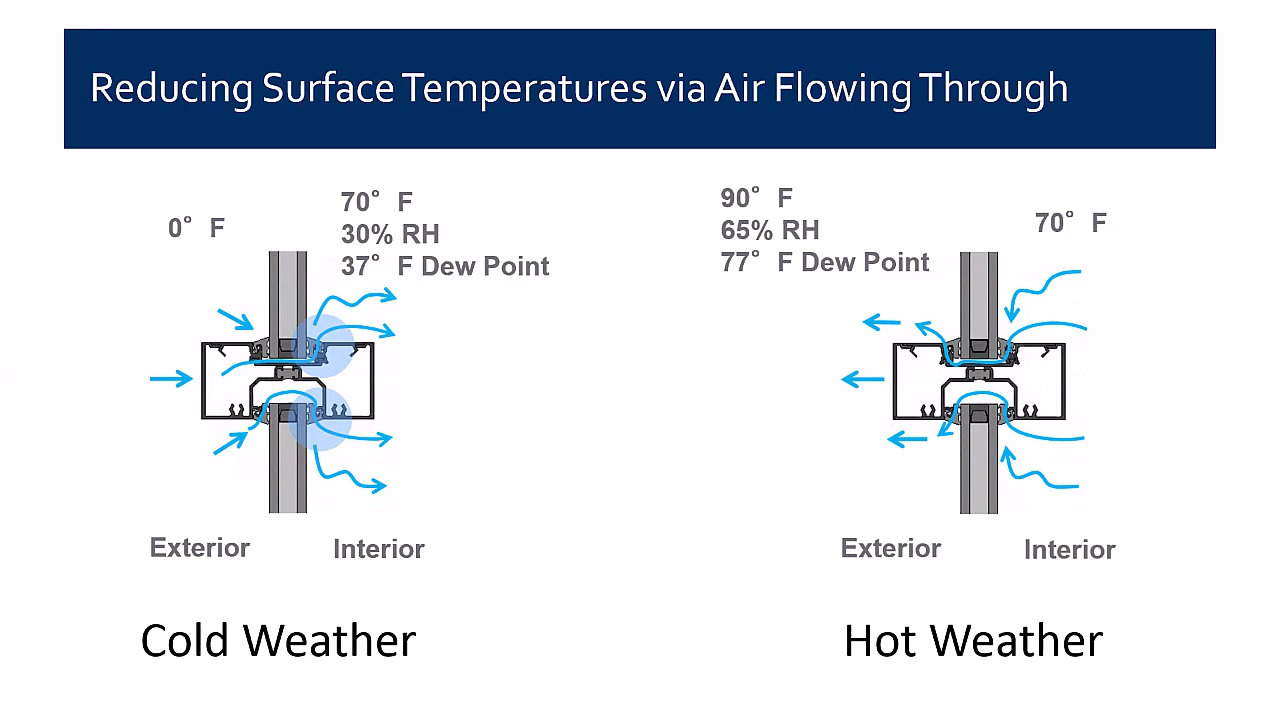 Reducing Surface Temperatures via Air Flowing Through
0° F
70° F
30% RH
37° F Dew Point
Exterior
Interior
Cold Weather
90° F
65% RH
77° F Dew Point
70° F
Exterior
Interior
Hot Weather